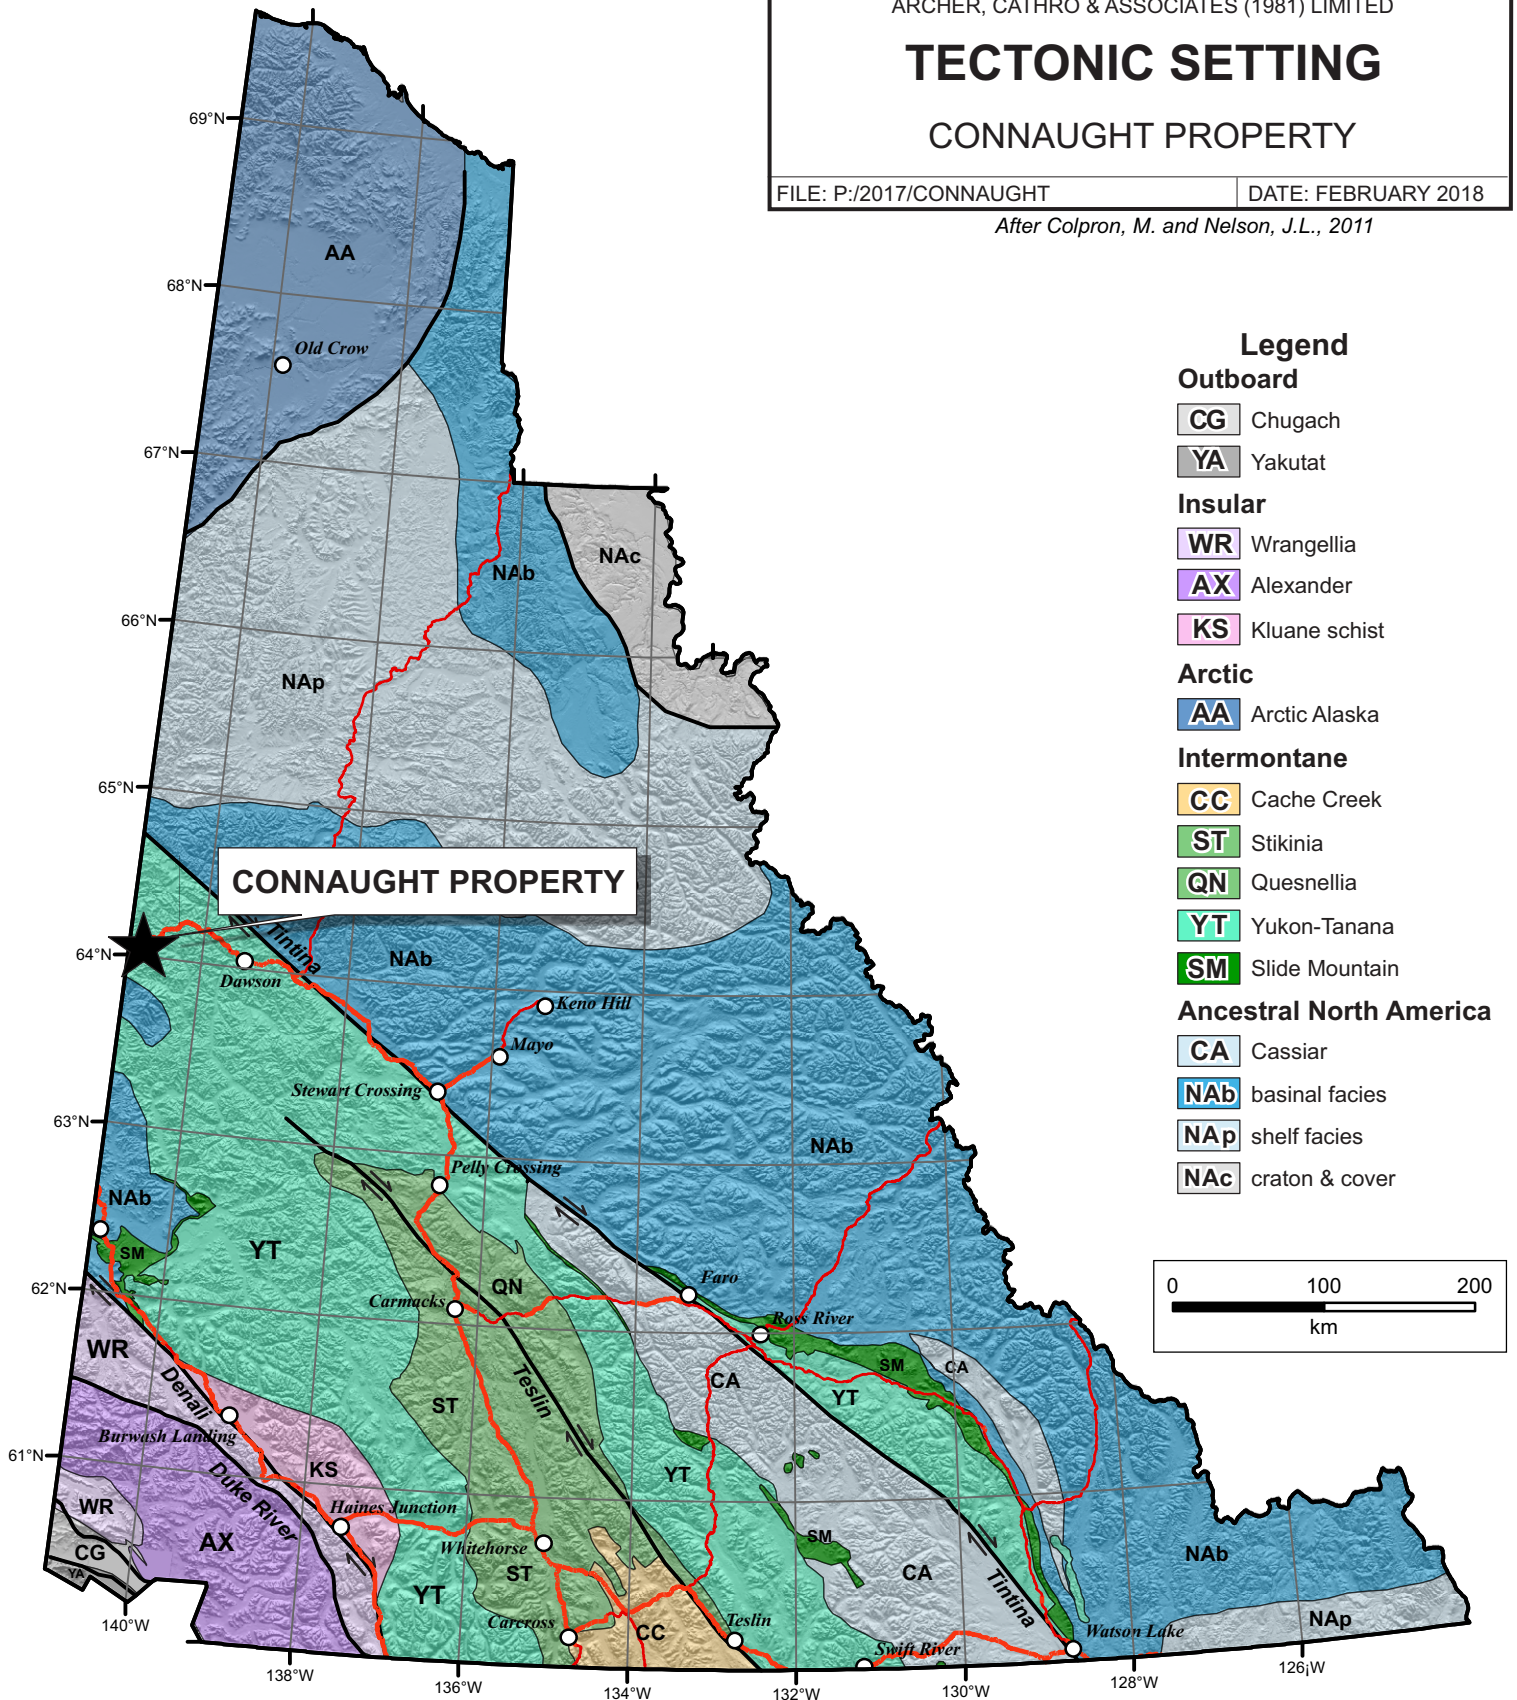 ARCHER, CATHRO & ASSOCIATES (1981) LIMITED
TECTONIC SETTING
CONNAUGHT PROPERTY
FILE: P:/2017/CONNAUGHT
DATE: FEBRUARY 2018
After Colpron, M. and Nelson, J.L., 2011
Legend
Outboard
CG Chugach
YA Yakutat
Insular
WR Wrangellia
AX Alexander
KS Kluane schist
Arctic
AA Arctic Alaska
Intermontane
CC Cache Creek
ST Stikinia
QN Quesnellia
YT Yukon-Tanana
SM Slide Mountain
Ancestral North America
CA Cassiar
NAb basinal facies
NAp shelf facies
NAc craton & cover
0 100 200
km
69°N
AA
68°N
Old Crow
67°N
NAc
NAb
66°N
NAp
65°N
CONNAUGHT PROPERTY
Tintina
64°N
NAb
Dawson
Keno Hill
Mayo
Stewart Crossing
63°N
NAb
Pelly Crossing
NAb
SM
YT
62°N
QN
Faro
Carmacks
Ross River
WR
SM
CA
Denali
Teslin
CA
YT
ST
Burwash Landing
61°N
KS
YT
Duke River
WR
Haines Junction
SM
AX
Whitehorse
CG
YA
ST
CA
NAb
YT
Tintina
Carcross
Teslin
CC
Swift River
Watson Lake
NAp
140°W
138°W
136°W
134°W
132°W
130°W
128°W
126°W